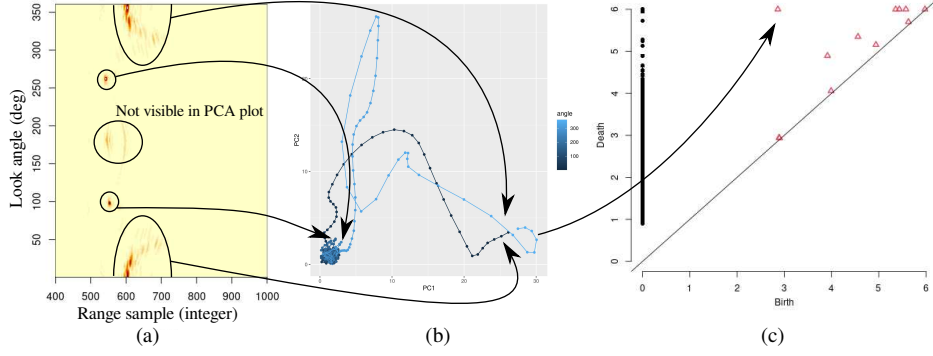 Look angle (deg)
350
300
250
200
150
100
50
Not visible in PCA plot
400 500 600 700 800 900 1000
Range sample (integer)
(a)
PC2
10
0
0 10 20 30
PC1
angle
300
200
100
(b)
Death
6
5
4
3
2
1
0
0 1 2 3 4 5 6
Birth
(c)